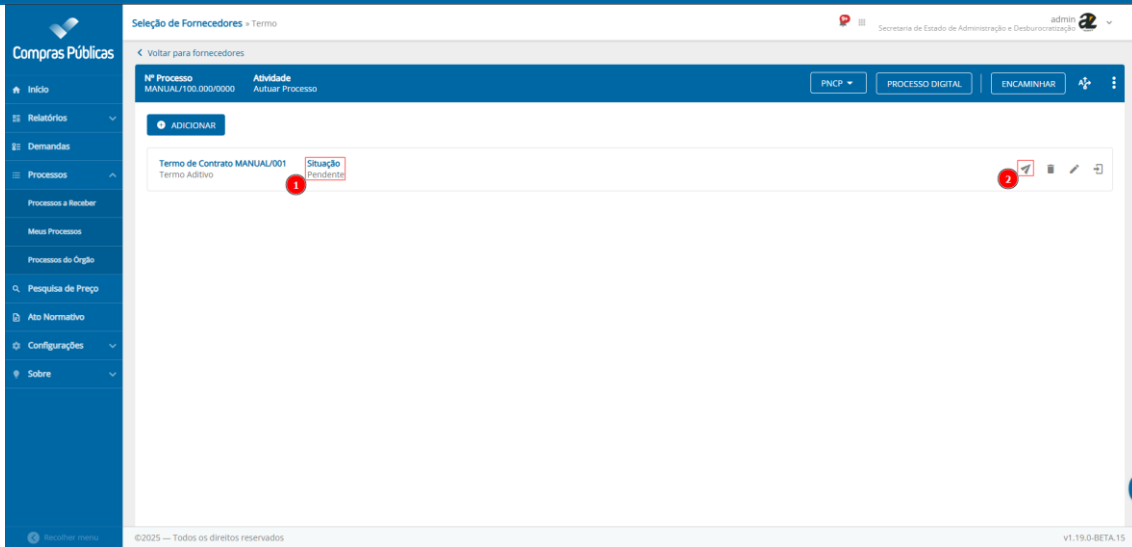 Compras Públicas
Início
Relatórios
Demandas
Processos
Processos a Receber
Meus Processos
Processos do Órgão
Pesquisa de Preço
Ato Normativo
Configurações
Sobre
Recolher menu
Seleção de Fornecedores » Termo
admin
Secretaria de Estado de Administração e Desburocratização
Voltar para fornecedores
Nº Processo Atividade
MANUAL/100.000/0000 Autuar Processo
PNCP PROCESSO DIGITAL ENCAMINHAR
ADICIONAR
Termo de Contrato MANUAL/001 Situação
Termo Aditivo Pendente
1
2
©2025 — Todos os direitos reservados v1.19.0-BETA.15